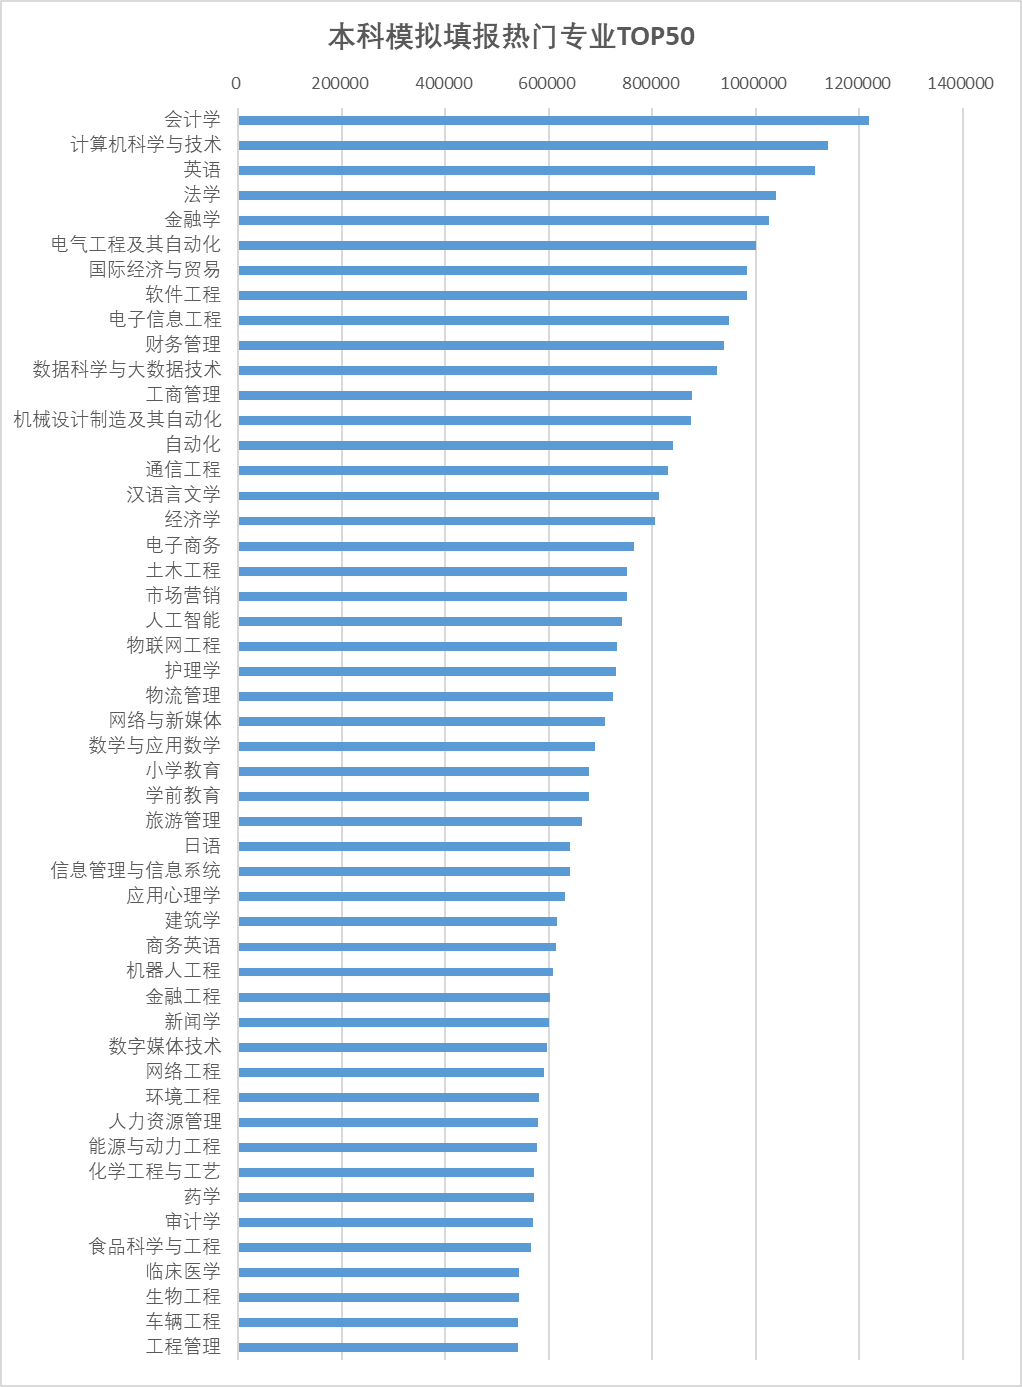 本科模拟填报热门专业TOP50
0 200000 400000 600000 800000 1000000 1200000 1400000
会计学
计算机科学与技术
英语
法学
金融学
电气工程及其自动化
国际经济与贸易
软件工程
电子信息工程
财务管理
数据科学与大数据技术
工商管理
机械设计制造及其自动化
自动化
通信工程
汉语言文学
经济学
电子商务
土木工程
市场营销
人工智能
物联网工程
护理学
物流管理
网络与新媒体
数学与应用数学
小学教育
学前教育
旅游管理
日语
信息管理与信息系统
应用心理学
建筑学
商务英语
机器人工程
金融工程
新闻学
数字媒体技术
网络工程
环境工程
人力资源管理
能源与动力工程
化学工程与工艺
药学
审计学
食品科学与工程
临床医学
生物工程
车辆工程
工程管理